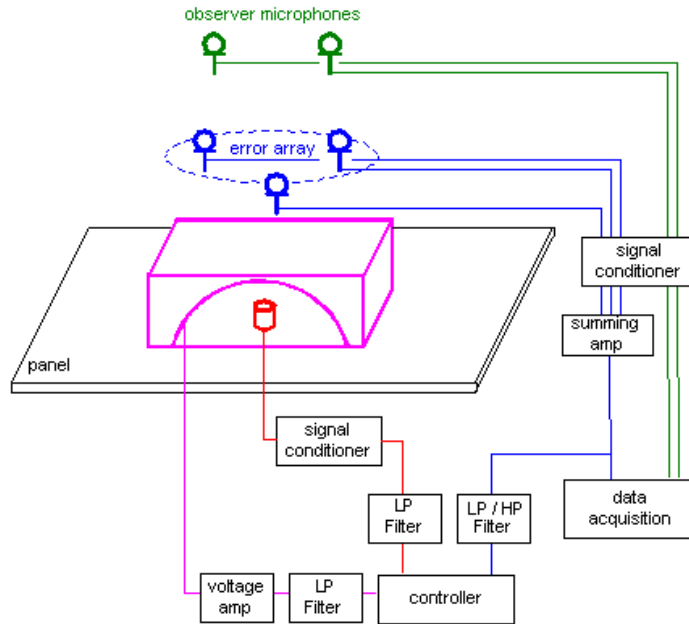 observer microphones
error array
signal
conditioner
summing
amp
panel
signal
conditioner
LP
Filter
LP / HP
Filter
data
acquisition
voltage
amp
LP
Filter
controller